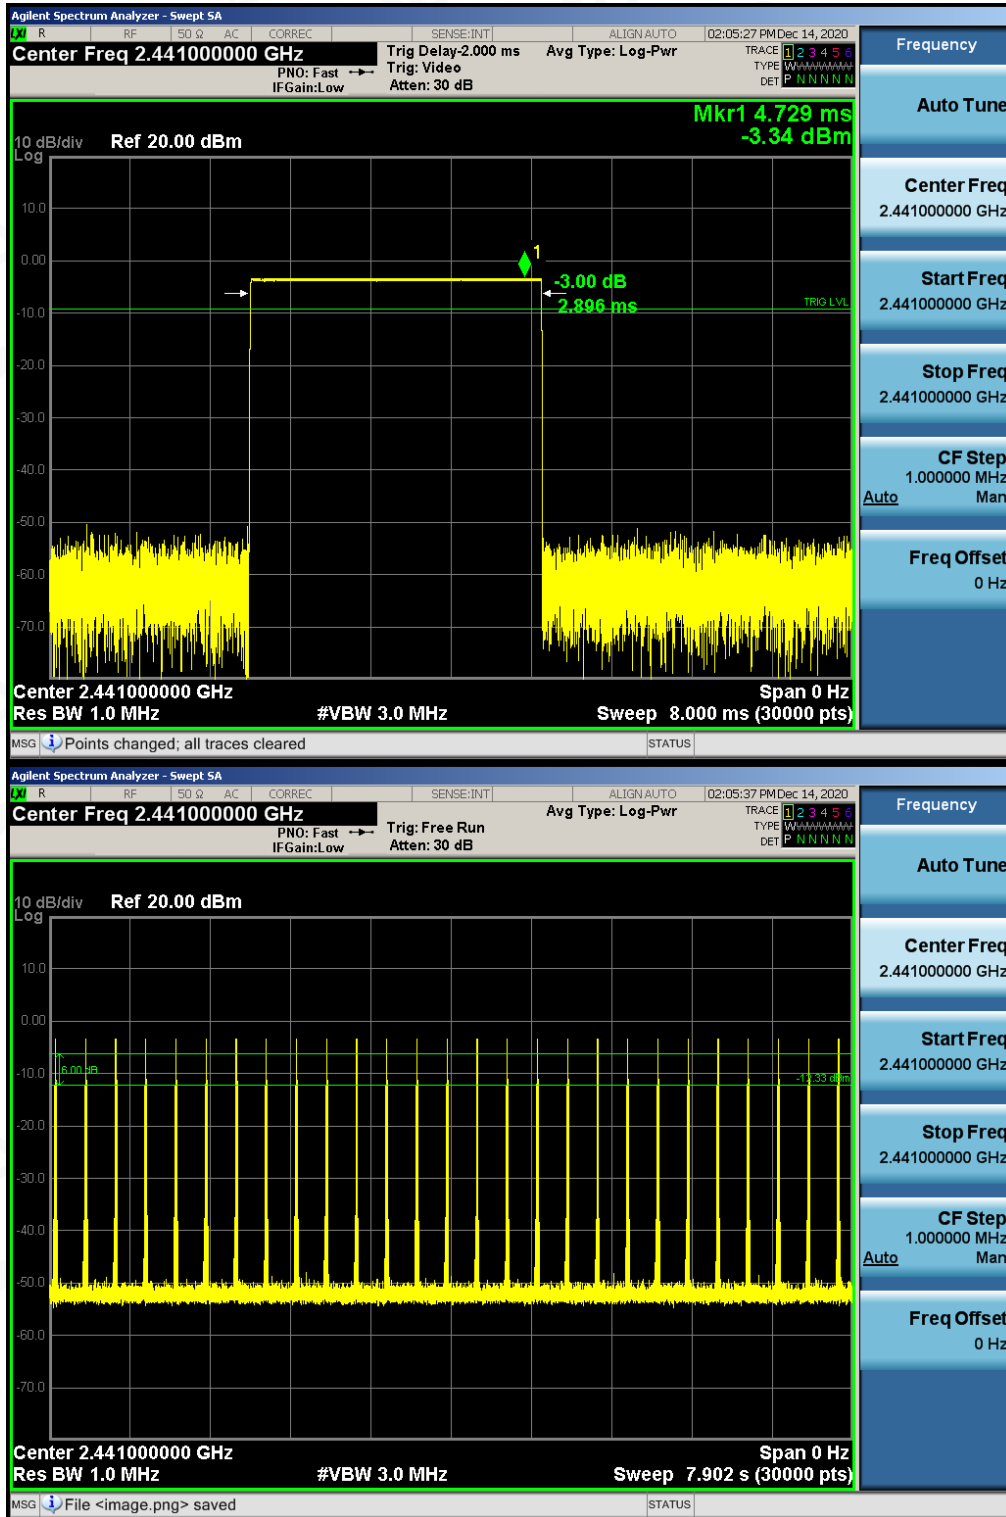 Agilent Spectrum Analyzer - Swept SA
LXI R RF 50 Ω AC CORREC SENSE:INT ALIGN AUTO 02:05:27 PM Dec 14, 2020
Center Freq 2.441000000 GHz Trig Delay-2.000 ms Avg Type: Log-Pwr TRACE 1 2 3 4 5 6
PNO: Fast Trig: Video TYPE WWWWWW
IFGain:Low Atten: 30 dB DET P N N N N N
Mkr1 4.729 ms
-3.34 dBm
10 dB/div Ref 20.00 dBm
Log
10.0
0.00
-10.0
-20.0
-30.0
-40.0
-50.0
-60.0
-70.0
1
-3.00 dB
2.896 ms
TRIG LVL
Center 2.441000000 GHz Span 0 Hz
Res BW 1.0 MHz #VBW 3.0 MHz Sweep 8.000 ms (30000 pts)
MSG Points changed; all traces cleared STATUS
Frequency
Auto Tune
Center Freq
2.441000000 GHz
Start Freq
2.441000000 GHz
Stop Freq
2.441000000 GHz
CF Step
1.000000 MHz
Auto Man
Freq Offset
0 Hz
Agilent Spectrum Analyzer - Swept SA
LXI R RF 50 Ω AC CORREC SENSE:INT ALIGN AUTO 02:05:37 PM Dec 14, 2020
Center Freq 2.441000000 GHz Avg Type: Log-Pwr TRACE 1 2 3 4 5 6
PNO: Fast Trig: Free Run TYPE WWWWWW
IFGain:Low Atten: 30 dB DET P N N N N N
10 dB/div Ref 20.00 dBm
Log
10.0
0.00
-10.0
-20.0
-30.0
-40.0
-50.0
-60.0
-70.0
6.00 dB
-12.33 dBm
Center 2.441000000 GHz Span 0 Hz
Res BW 1.0 MHz #VBW 3.0 MHz Sweep 7.902 s (30000 pts)
MSG File <image.png> saved STATUS
Frequency
Auto Tune
Center Freq
2.441000000 GHz
Start Freq
2.441000000 GHz
Stop Freq
2.441000000 GHz
CF Step
1.000000 MHz
Auto Man
Freq Offset
0 Hz